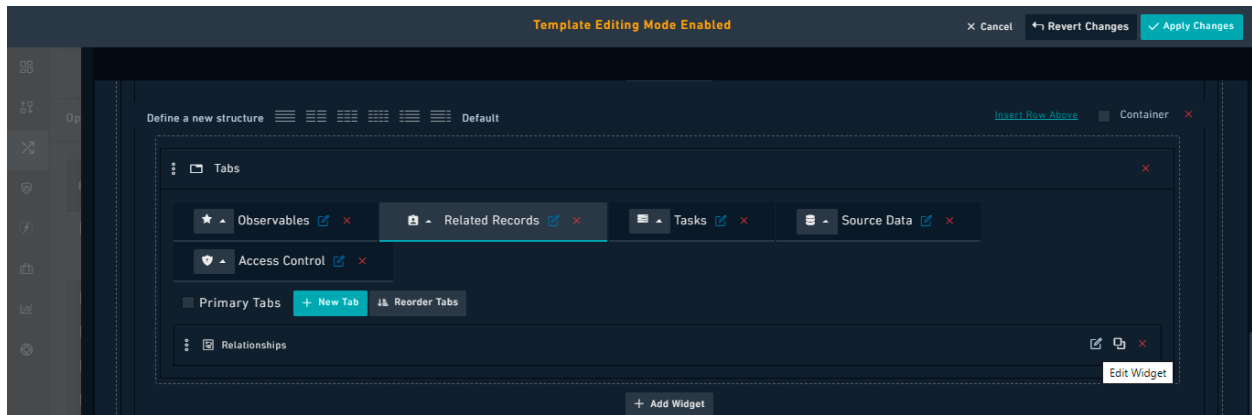 Template Editing Mode Enabled
× Cancel
Revert Changes
Apply Changes
Op
Define a new structure
Default
Insert Row Above
Container
Tabs
Observables
Related Records
Tasks
Source Data
Access Control
Primary Tabs
+ New Tab
Reorder Tabs
Relationships
Edit Widget
+ Add Widget